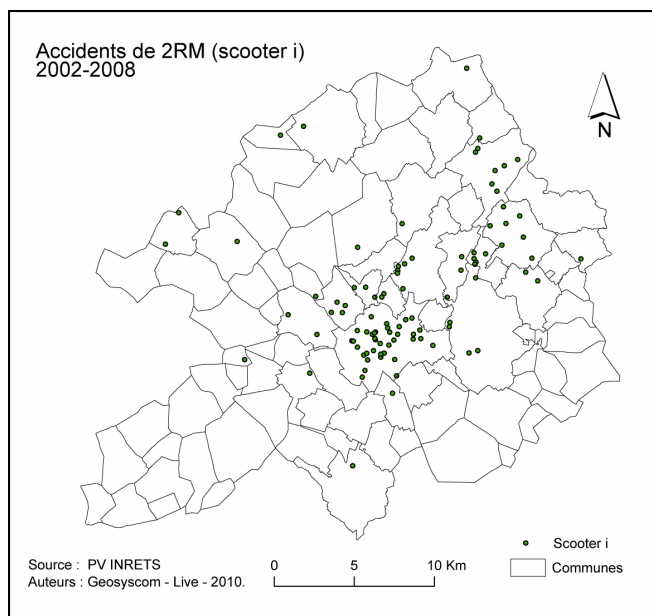 Accidents de 2RM (scooter i)
2002-2008
N
Scooter i
Communes
Source : PV INRETS
Auteurs : Geosyscom - Live - 2010.
0 5 10 Km